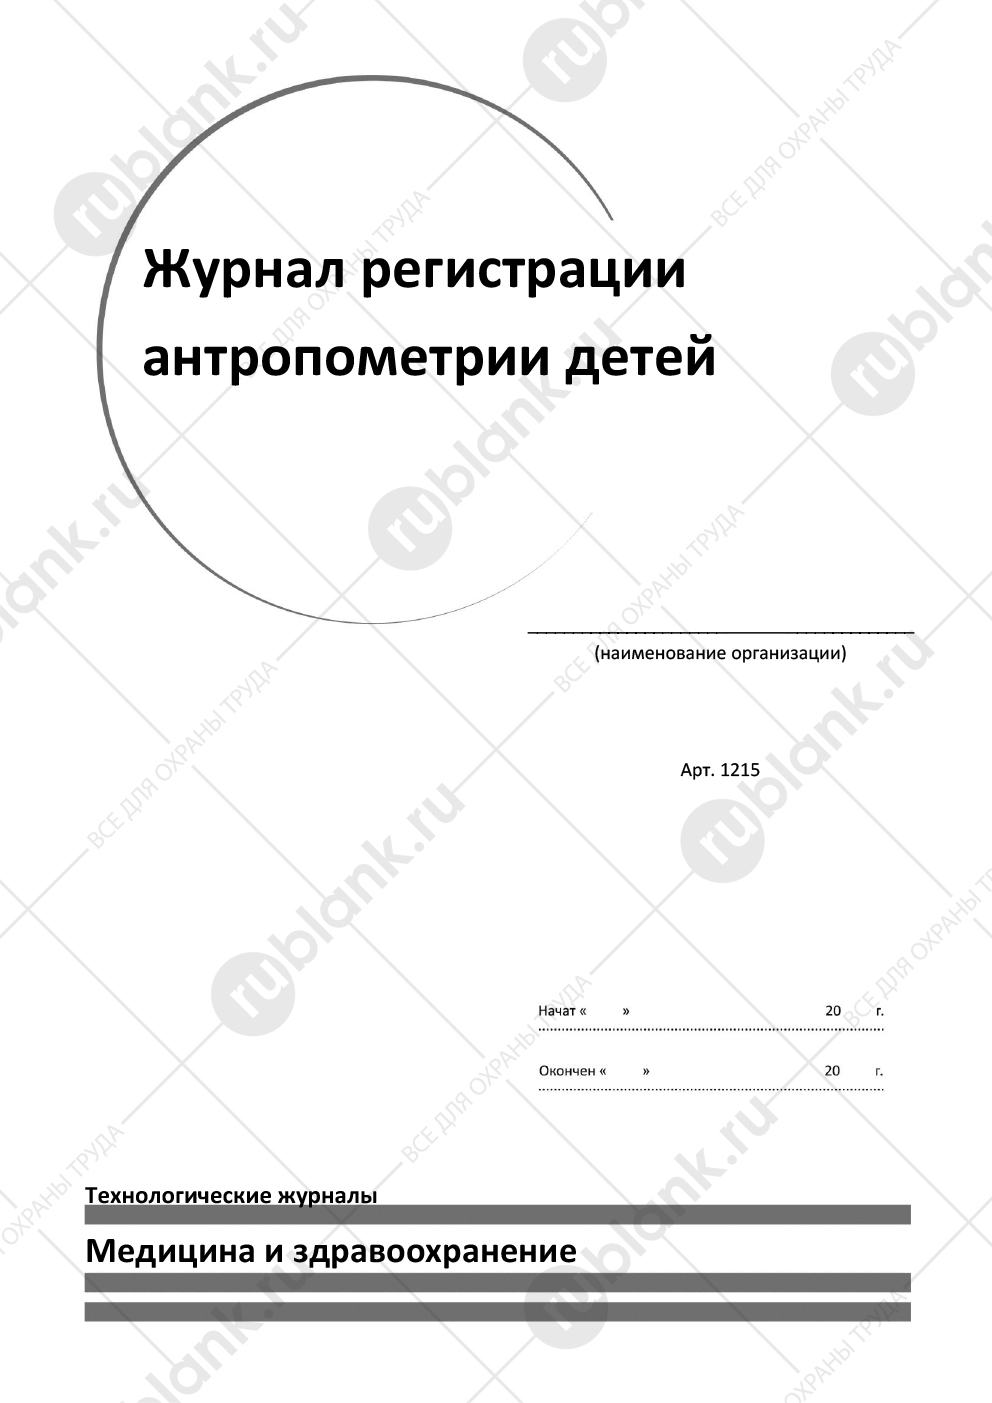 Журнал регистрации
антропометрии детей
(наименование организации)
Арт. 1215
Начат « » 20 г.
Окончен « » 20 г.
Технологические журналы
Медицина и здравоохранение
rublank.ru
ВСЕ ДЛЯ ОХРАНЫ ТРУДА